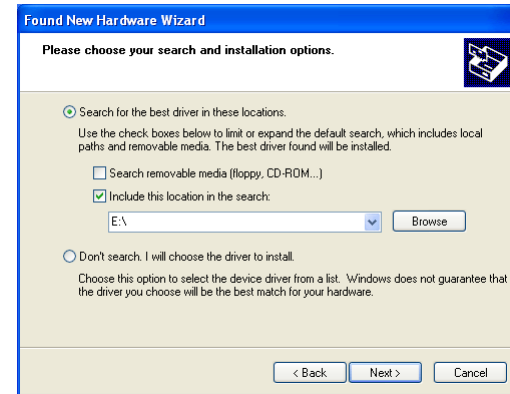 Found New Hardware Wizard
Please choose your search and installation options.
Search for the best driver in these locations.
Use the check boxes below to limit or expand the default search, which includes local
paths and removable media. The best driver found will be installed.
Search removable media (floppy, CD-ROM...)
Include this location in the search:
E:\
Browse
Don't search. I will choose the driver to install.
Choose this option to select the device driver from a list. Windows does not guarantee that
the driver you choose will be the best match for your hardware.
< Back Next > Cancel